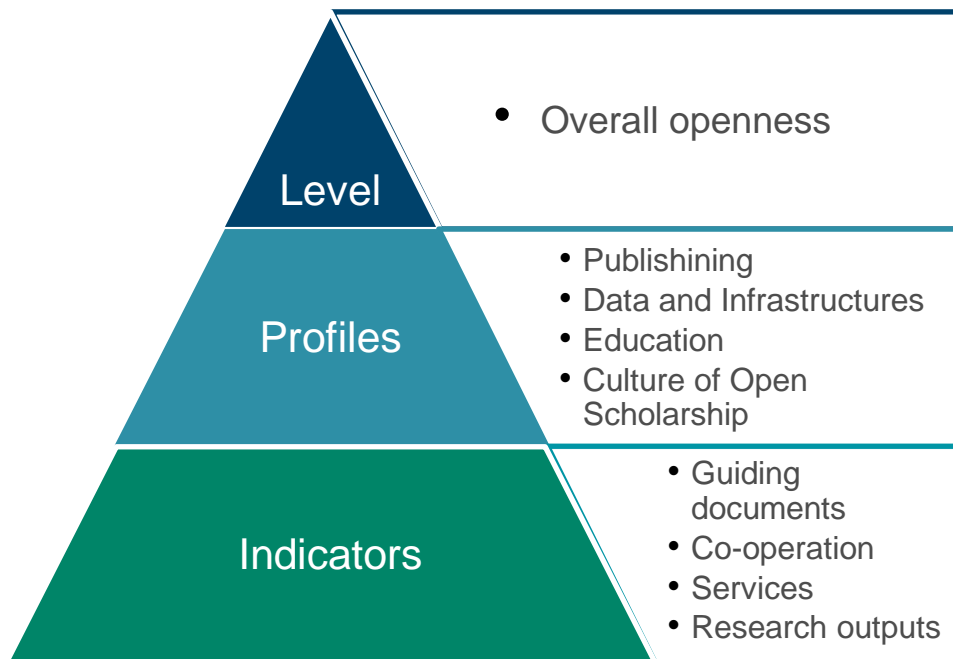 Level
• Overall openness
Profiles
• Publishining
• Data and Infrastructures
• Education
• Culture of Open
Scholarship
Indicators
• Guiding
documents
• Co-operation
• Services
• Research outputs